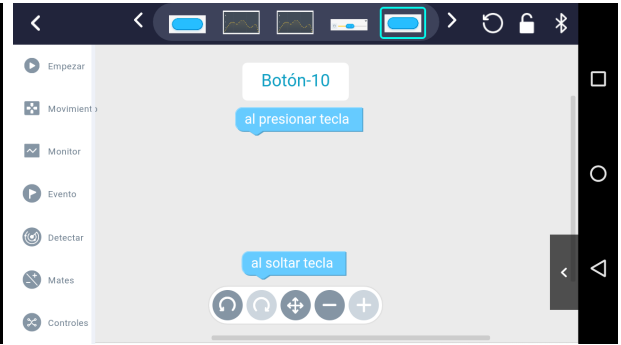 Empezar
Movimient
Monitor
Evento
Detectar
Mates
Controles
Botón-10
al presionar tecla
al soltar tecla